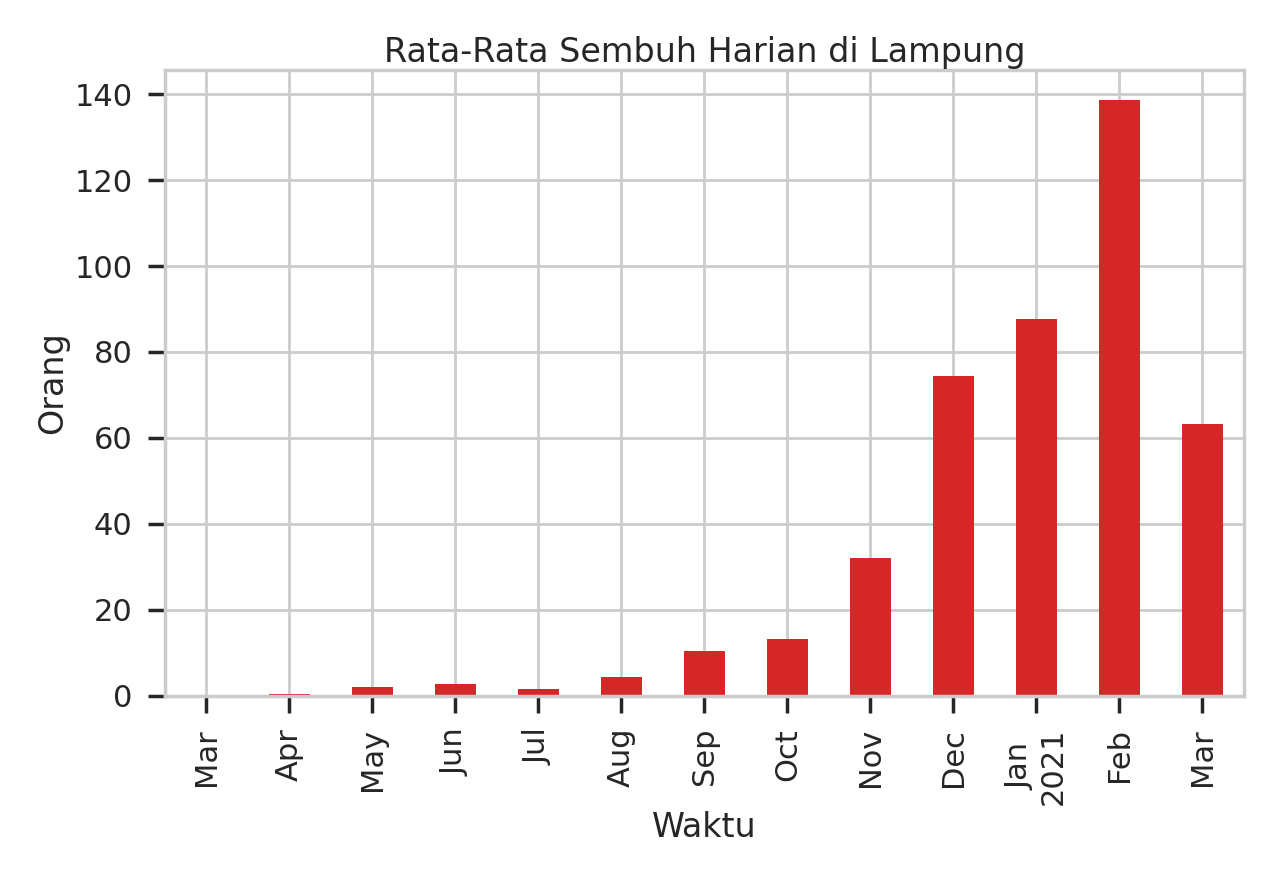 Rata-Rata Sembuh Harian di Lampung
140
120
100
80
60
40
20
0
Orang
Mar
Apr
May
Jun
Jul
Aug
Sep
Oct
Nov
Dec
Jan
2021
Feb
Mar
Waktu